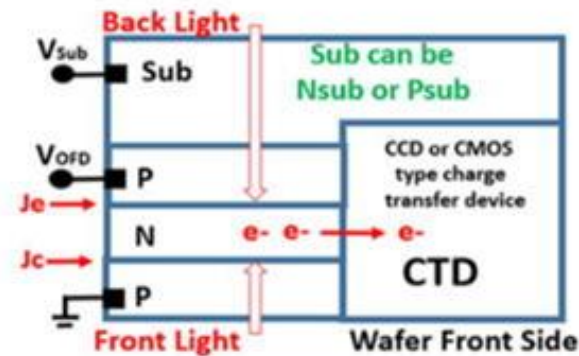 Back Light
VSub
Sub
Sub can be
Nsub or Psub
VOFD
P
CCD or CMOS
type charge
transfer device
Je
N
e- e- e-
Jc
CTD
P
Front Light
Wafer Front Side